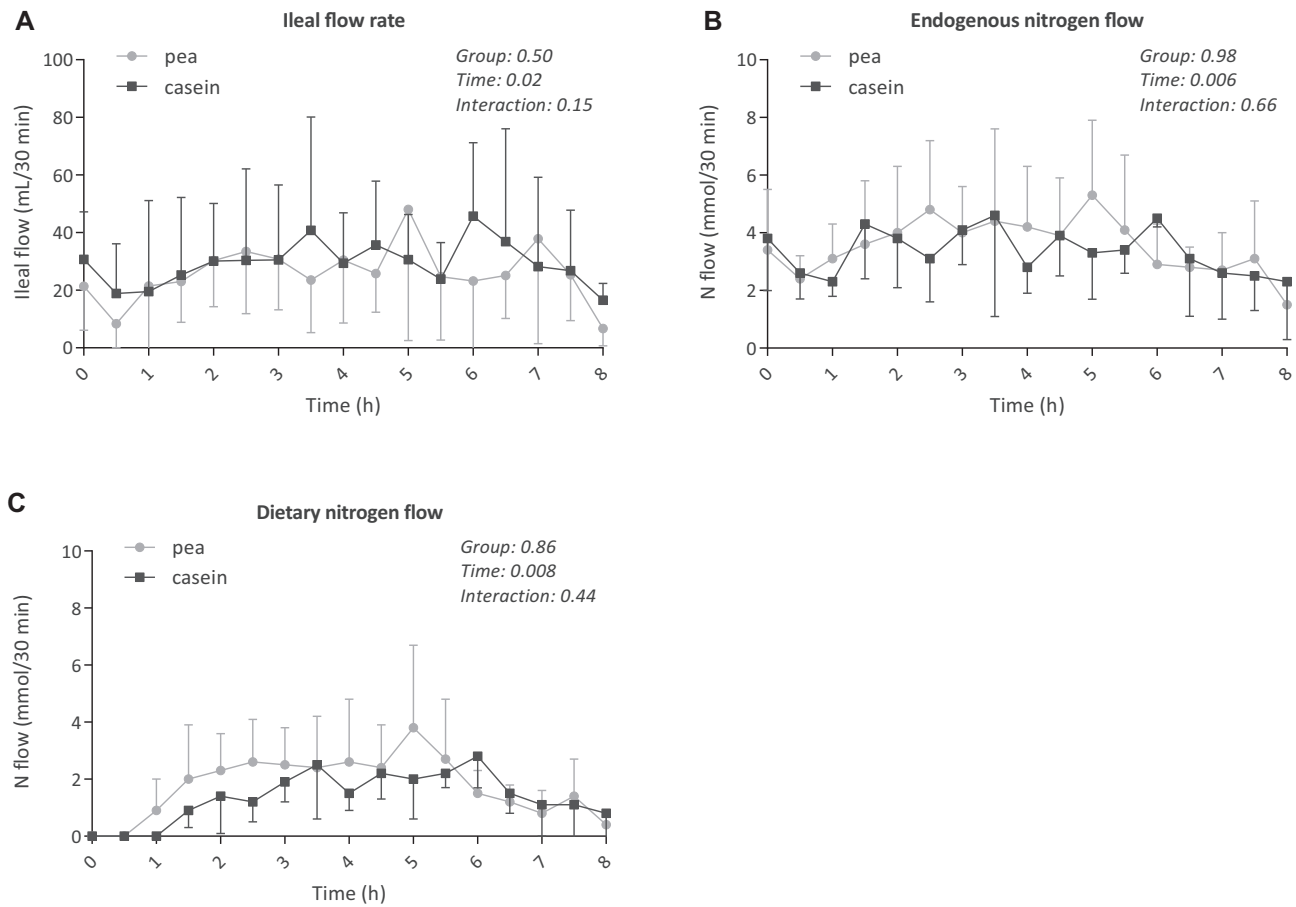 A
Ileal flow rate
pea
casein
Group: 0.50
Time: 0.02
Interaction: 0.15
Ileal flow (mL/30 min)
100
80
60
40
20
0
0 1 2 3 4 5 6 7 8
Time (h)
B
Endogenous nitrogen flow
pea
casein
Group: 0.98
Time: 0.006
Interaction: 0.66
N flow (mmol/30 min)
10
8
6
4
2
0
0 1 2 3 4 5 6 7 8
Time (h)
C
Dietary nitrogen flow
pea
casein
Group: 0.86
Time: 0.008
Interaction: 0.44
N flow (mmol/30 min)
10
8
6
4
2
0
0 1 2 3 4 5 6 7 8
Time (h)